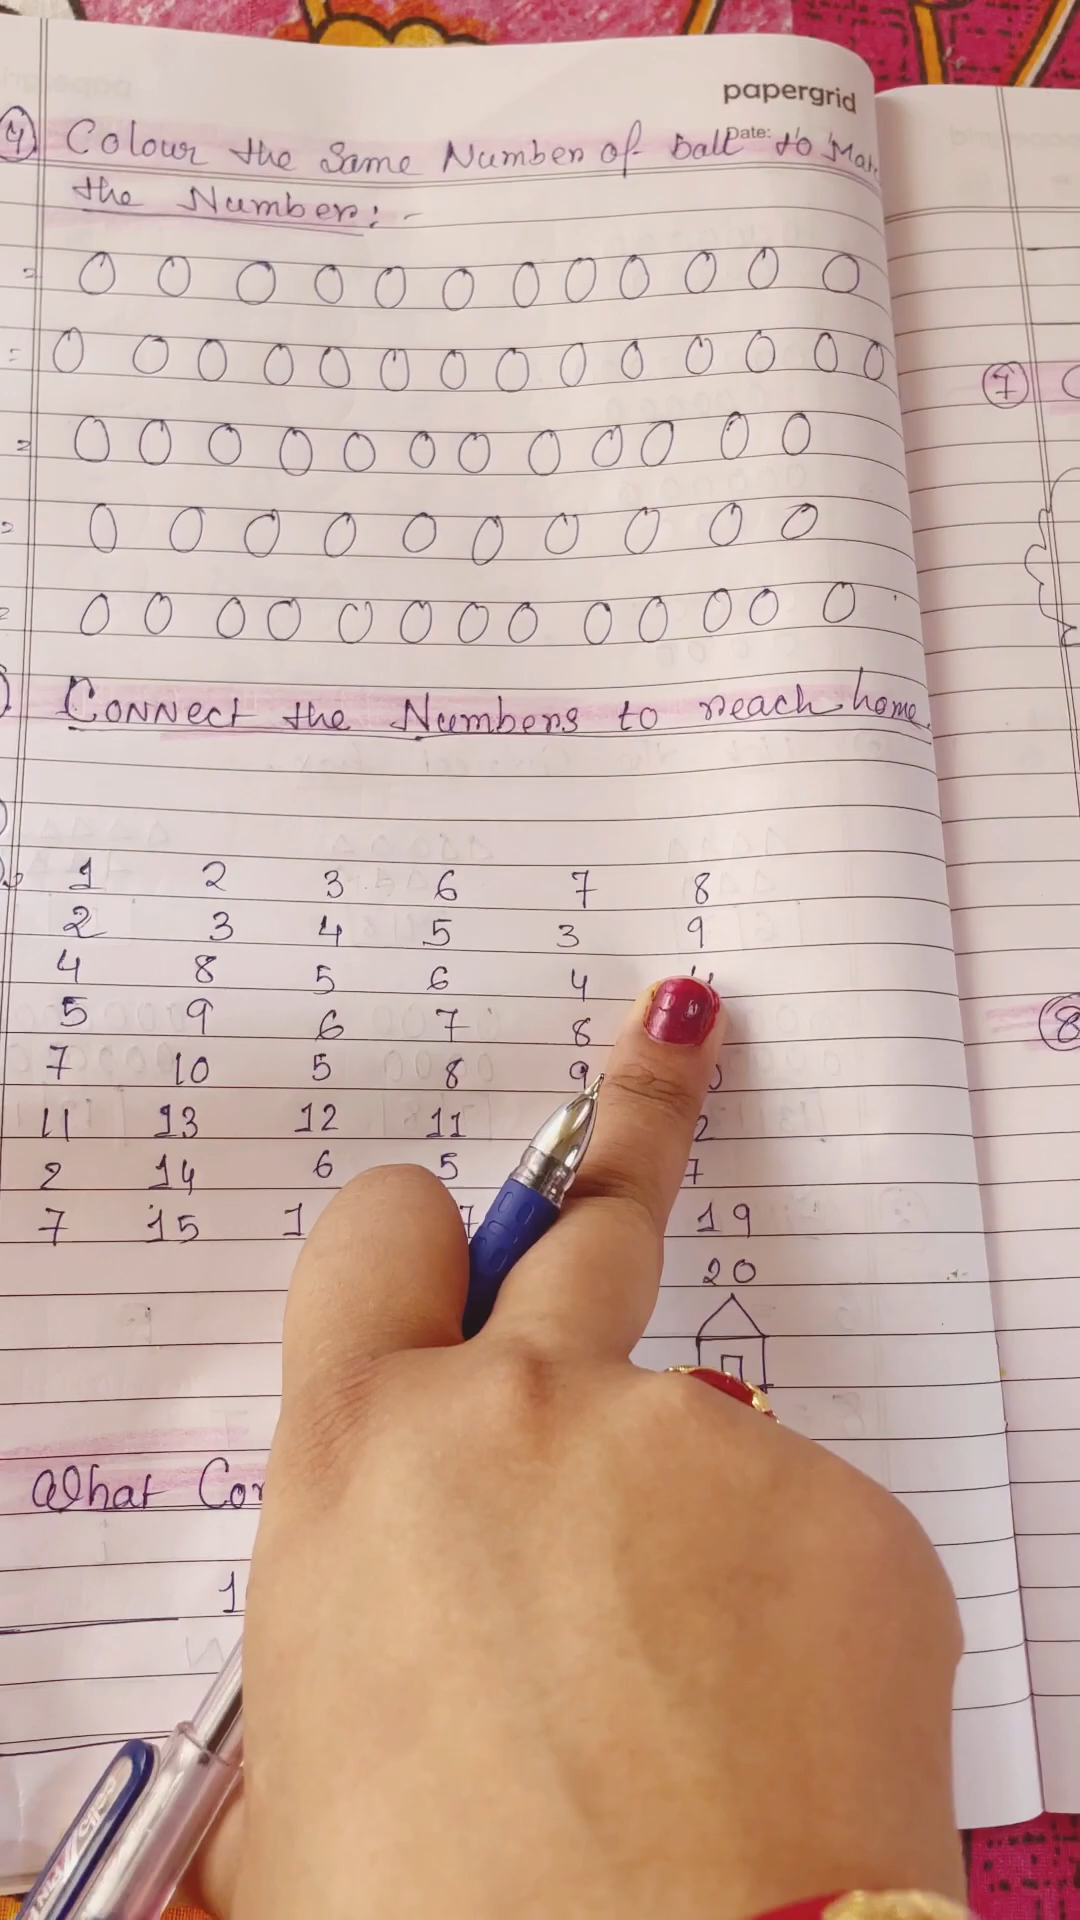 papergrid
Date:
4) Colour the Same Number of ball to
the Number:-
Connect the Numbers to reach home.
1 2 3 6 7 8
2 3 4 5 3 9
4 8 5 6 4
5 9 6 7 8
7 10 5 8 9
11 13 12 11
2 14 6 5
7 15 19
20
What
1
7
8